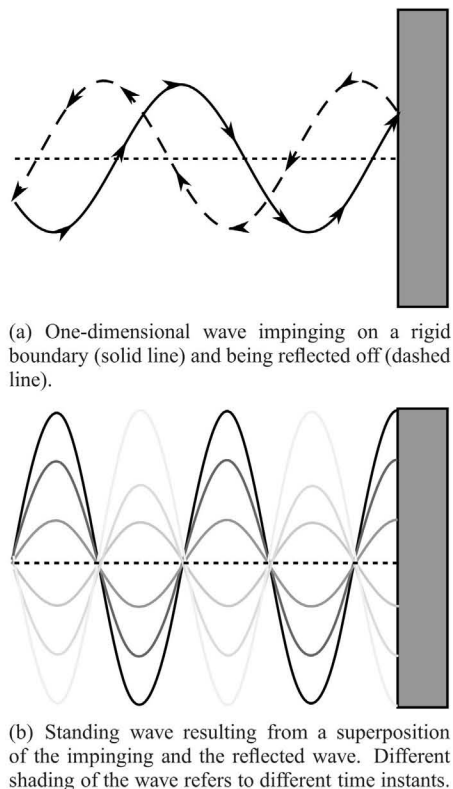 (a) One-dimensional wave impinging on a rigid
boundary (solid line) and being reflected off (dashed
line).
(b) Standing wave resulting from a superposition
of the impinging and the reflected wave. Different
shading of the wave refers to different time instants.